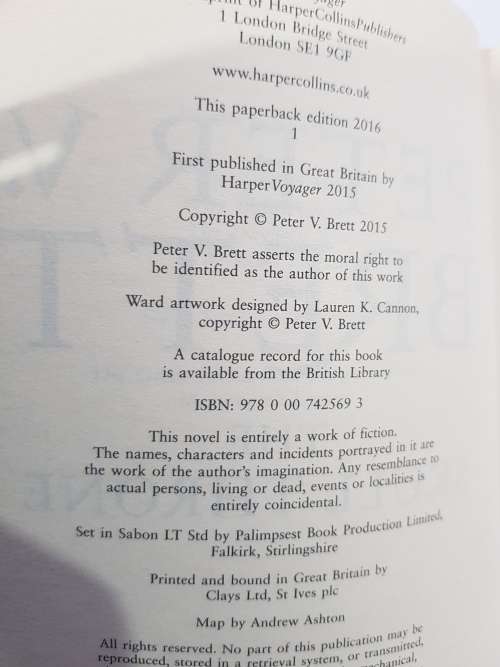 of HarperCollinsPublishers
1 London Bridge Street
London SE1 9GF
www.harpercollins.co.uk
This paperback edition 2016
1
First published in Great Britain by
HarperVoyager 2015
Copyright © Peter V. Brett 2015
Peter V. Brett asserts the moral right to
be identified as the author of this work
Ward artwork designed by Lauren K. Cannon,
copyright © Peter V. Brett
A catalogue record for this book
is available from the British Library
ISBN: 978 0 00 742569 3
This novel is entirely a work of fiction.
The names, characters and incidents portrayed in it are
the work of the author's imagination. Any resemblance to
actual persons, living or dead, events or localities is
entirely coincidental.
Set in Sabon LT Std by Palimpsest Book Production Limited,
Falkirk, Stirlingshire
Printed and bound in Great Britain by
Clays Ltd, St Ives plc
Map by Andrew Ashton
All rights reserved. No part of this publication may be
reproduced, stored in a retrieval system, or transmitted,
mechanical,